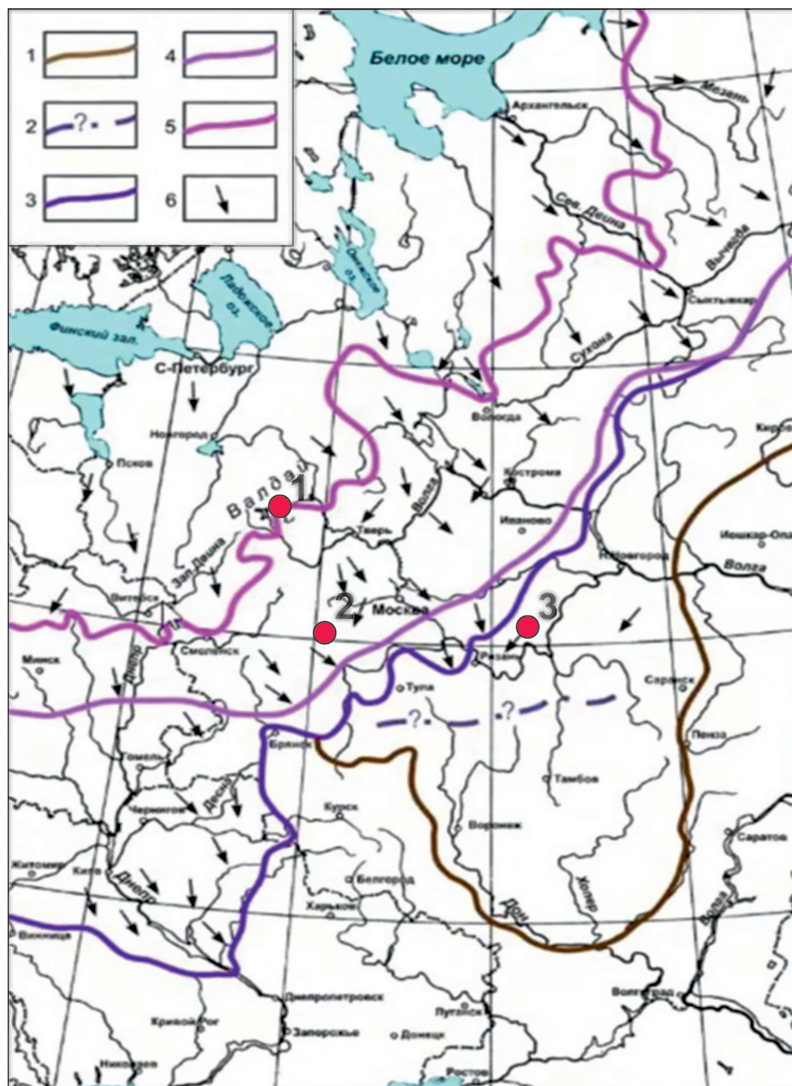 1
4
2
?
5
3
6
Белое море
Мезень
Архангельск
Сев. Двина
Вычегда
Сыктывкар
Онежское
оз.
Ладожское
оз.
Финский зал.
С-Петербург
Сухона
Вологда
Новгород
Псков
Валдай
1
Кострома
Волга
Иваново
Тверь
Зап.Двина
Н.Новгород
Йошкар-Ола
Волга
Витебск
2
Москва
3
Смоленск
Минск
Днепр
Рязань
Тула
Саранск
?
?
Брянск
Пенза
Гомель
Тамбов
Десна
Чернигов
Курск
Воронеж
Саратов
Житомир
Киев
Днепр
Белгород
Хопер
Харьков
Дон
Волга
Винница
Днепропетровск
Волгоград
Кривой Рог
Запорожье
Луганск
Донецк
Николаев
Ростов